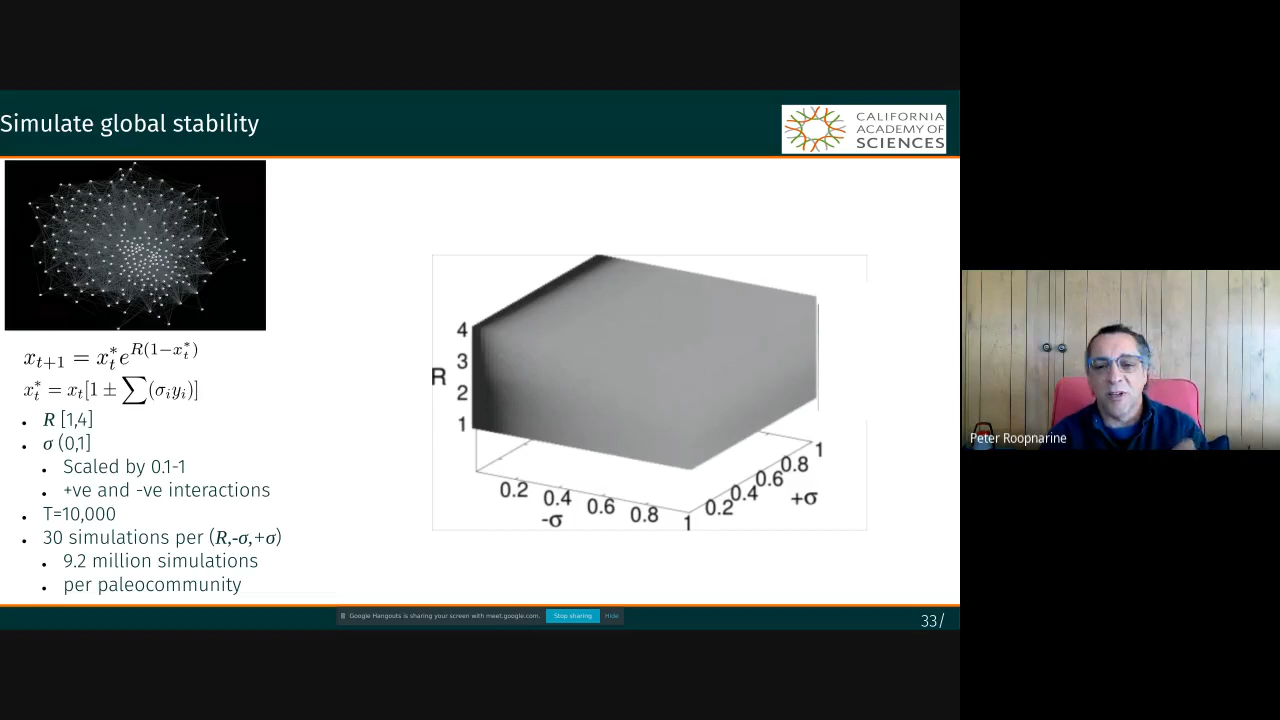 Simulate global stability
CALIFORNIA
ACADEMY OF
SCIENCES
x_{t+1} = x_t^* e^{R(1-x_t^*)}
x_t^* = x_t[1 ± ∑(σ_i y_i)]
• R [1,4]
• σ (0,1]
• Scaled by 0.1-1
• +ve and -ve interactions
• T=10,000
• 30 simulations per (R,-σ,+σ)
• 9.2 million simulations
• per paleocommunity
4
3
R
2
1
0.2 0.4 0.6 0.8 1
-σ
0.2 0.4 0.6 0.8 1
+σ
Peter Roopnarine
Google Hangouts is sharing your screen with meet.google.com. Stop sharing Hide
33/